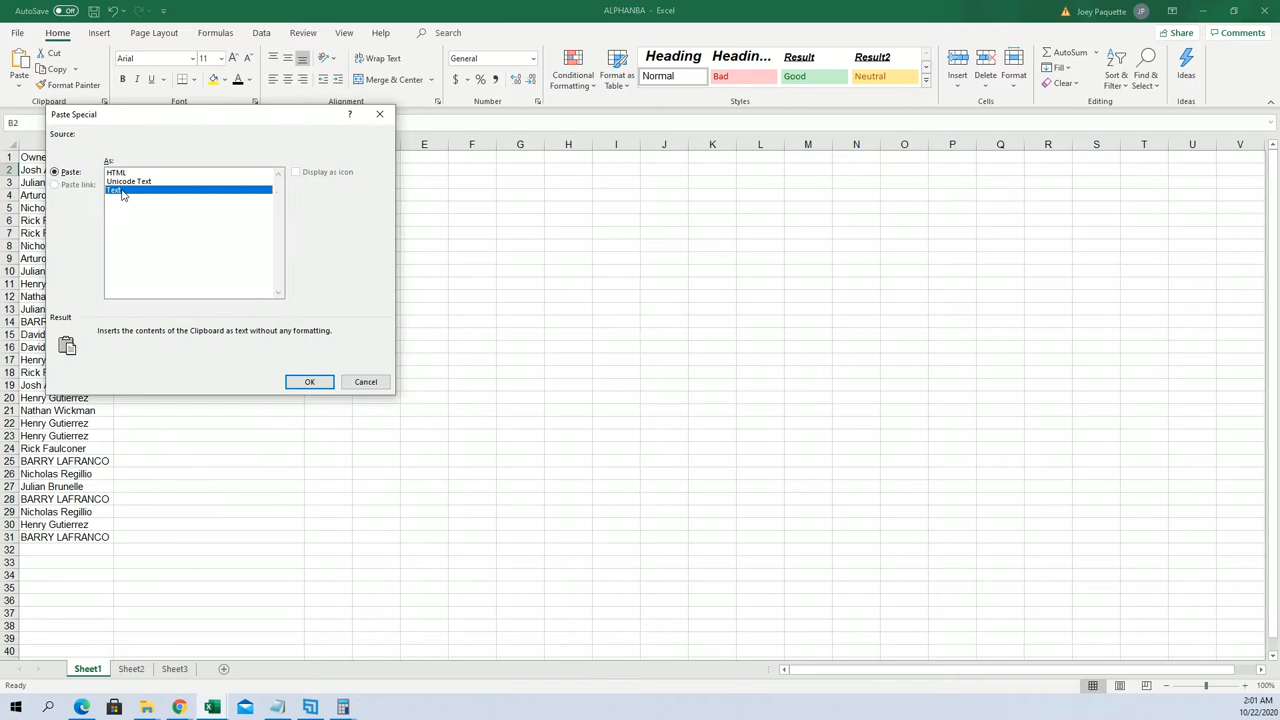 AutoSave Off ALPHANBA - Excel Joey Paquette JP
File Home Insert Page Layout Formulas Data Review View Help Search Share Comments
Paste Cut Copy Format Painter Clipboard
Arial 11 B I U Font
Wrap Text Merge & Center Alignment
General $ % Number
Conditional Formatting Format as Table
Heading Headin... Result Result2
Normal Bad Good Neutral
Styles
Insert Delete Format Cells
AutoSum Fill Clear Sort & Filter Find & Select Editing
Ideas Ideas
B2
Paste Special ? ×
Source:
As:
Paste:
Paste link:
HTML
Unicode Text
Text
Display as icon
Result
Inserts the contents of the Clipboard as text without any formatting.
OK Cancel
E F G H I J K L M N O P Q R S T U V
1 Owne
2 Josh A
3 Julian
4 Arturo
5 Nicho
6 Rick F
7 Rick F
8 Nicho
9 Arturo
10 Julian
11 Henry
12 Natha
13 Julian
14 BARR
15 David
16 David
17 Henry
18 Rick F
19 Josh A
20 Henry Gutierrez
21 Nathan Wickman
22 Henry Gutierrez
23 Henry Gutierrez
24 Rick Faulconer
25 BARRY LAFRANCO
26 Nicholas Regillio
27 Julian Brunelle
28 BARRY LAFRANCO
29 Nicholas Regillio
30 Henry Gutierrez
31 BARRY LAFRANCO
32
33
34
35
36
37
38
39
40
Sheet1 Sheet2 Sheet3
Ready 100%
2:01 AM
10/22/2020